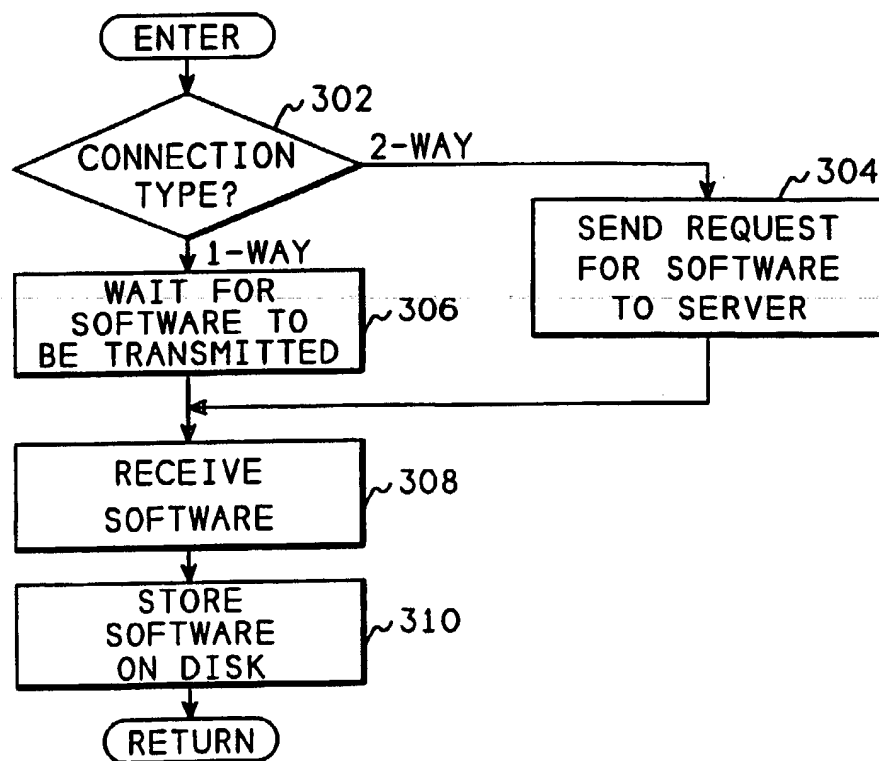 ENTER
302
CONNECTION
TYPE?
2-WAY
304
SEND REQUEST
FOR SOFTWARE
TO SERVER
1-WAY
WAIT FOR
SOFTWARE TO
BE TRANSMITTED
306
RECEIVE
SOFTWARE
308
STORE
SOFTWARE
ON DISK
310
RETURN